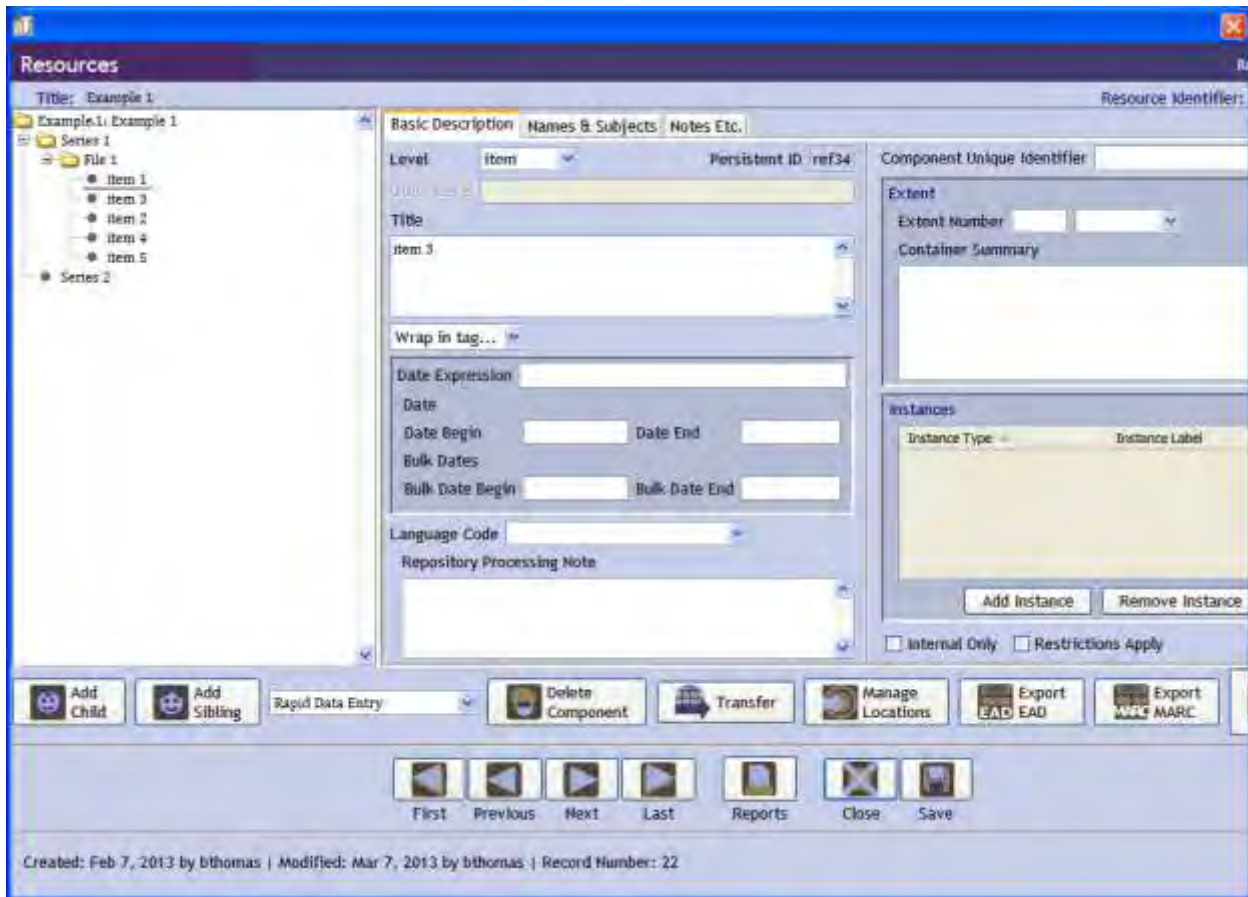 Resources
Title: Example 1
Resource Identifier:
Example.1: Example 1
Series 1
File 1
item 1
item 3
item 2
item 4
item 5
Series 2
Basic Description Names & Subjects Notes Etc.
Level item Persistent ID ref34
Title
item 3
Wrap in tag...
Date Expression
Date
Date Begin Date End
Bulk Dates
Bulk Date Begin Bulk Date End
Language Code
Repository Processing Note
Component Unique Identifier
Extent
Extent Number
Container Summary
Instances
Instance Type Instance Label
Add Instance Remove Instance
Internal Only Restrictions Apply
Add Child
Add Sibling
Rapid Data Entry
Delete Component
Transfer
Manage Locations
EAD Export EAD
MARC Export MARC
First Previous Next Last Reports Close Save
Created: Feb 7, 2013 by bthomas | Modified: Mar 7, 2013 by bthomas | Record Number: 22